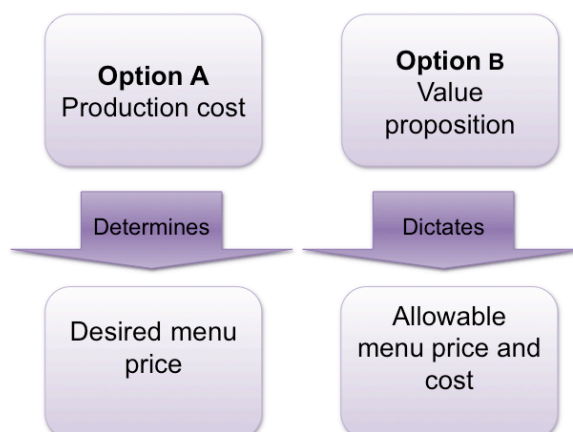 Option A
Production cost
Determines
Desired menu
price
Option B
Value
proposition
Dictates
Allowable
menu price and
cost